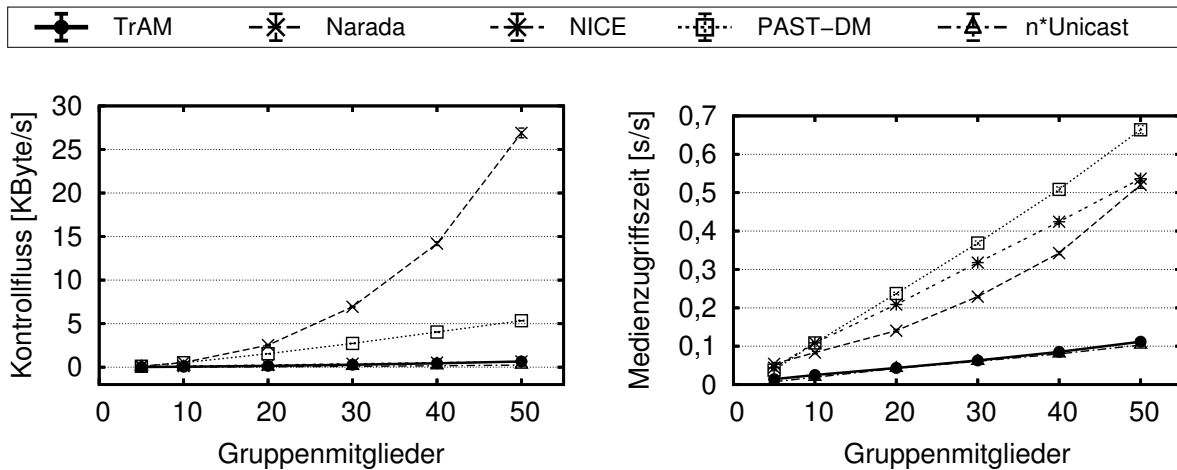 TrAM Narada NICE PAST−DM n*Unicast
Kontrollfluss [KByte/s]
30
25
20
15
10
5
0
0 10 20 30 40 50
Gruppenmitglieder
Medienzugriffszeit [s/s]
0,7
0,6
0,5
0,4
0,3
0,2
0,1
0
0 10 20 30 40 50
Gruppenmitglieder